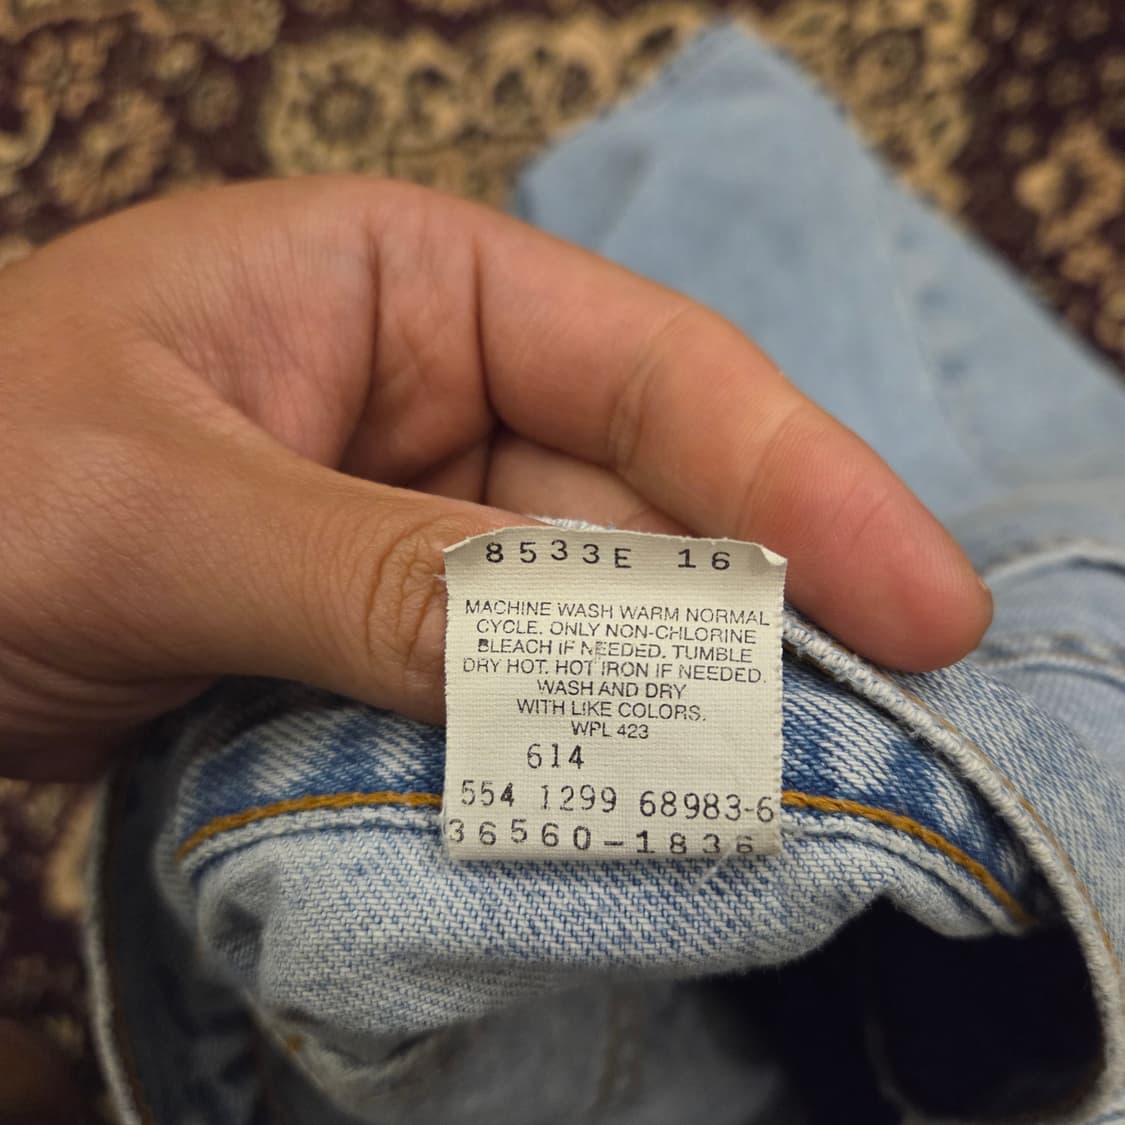 8533E 16
MACHINE WASH WARM NORMAL
CYCLE. ONLY NON-CHLORINE
BLEACH IF NEEDED. TUMBLE
DRY HOT. HOT IRON IF NEEDED.
WASH AND DRY
WITH LIKE COLORS.
WPL 423
614
554 1299 68983-6
36560-1836